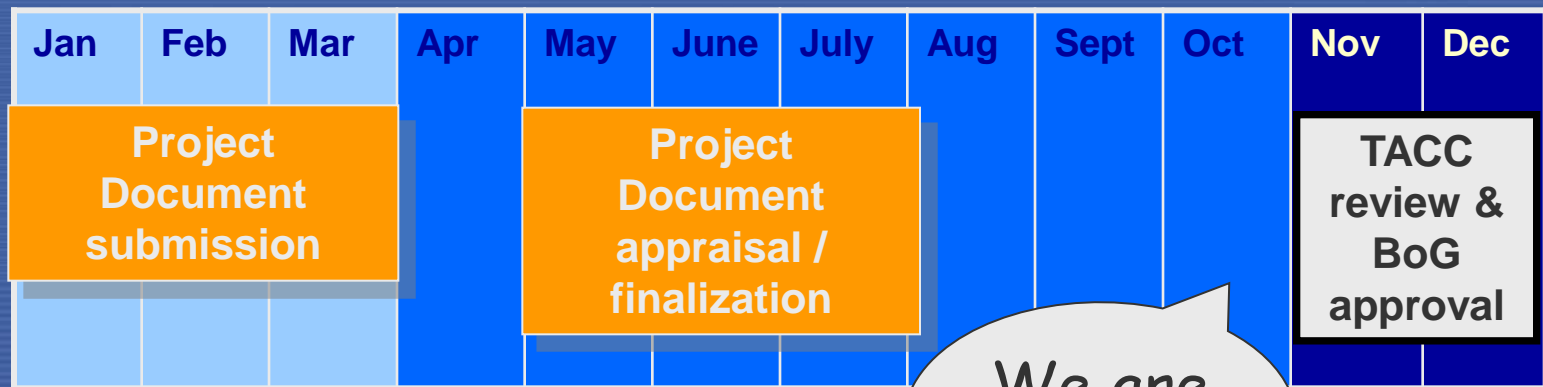 Jan Feb Mar Apr May June July Aug Sept Oct Nov Dec
Project
Document
submission
Project
Document
appraisal /
finalization
TACC
review &
BoG
approval
We are